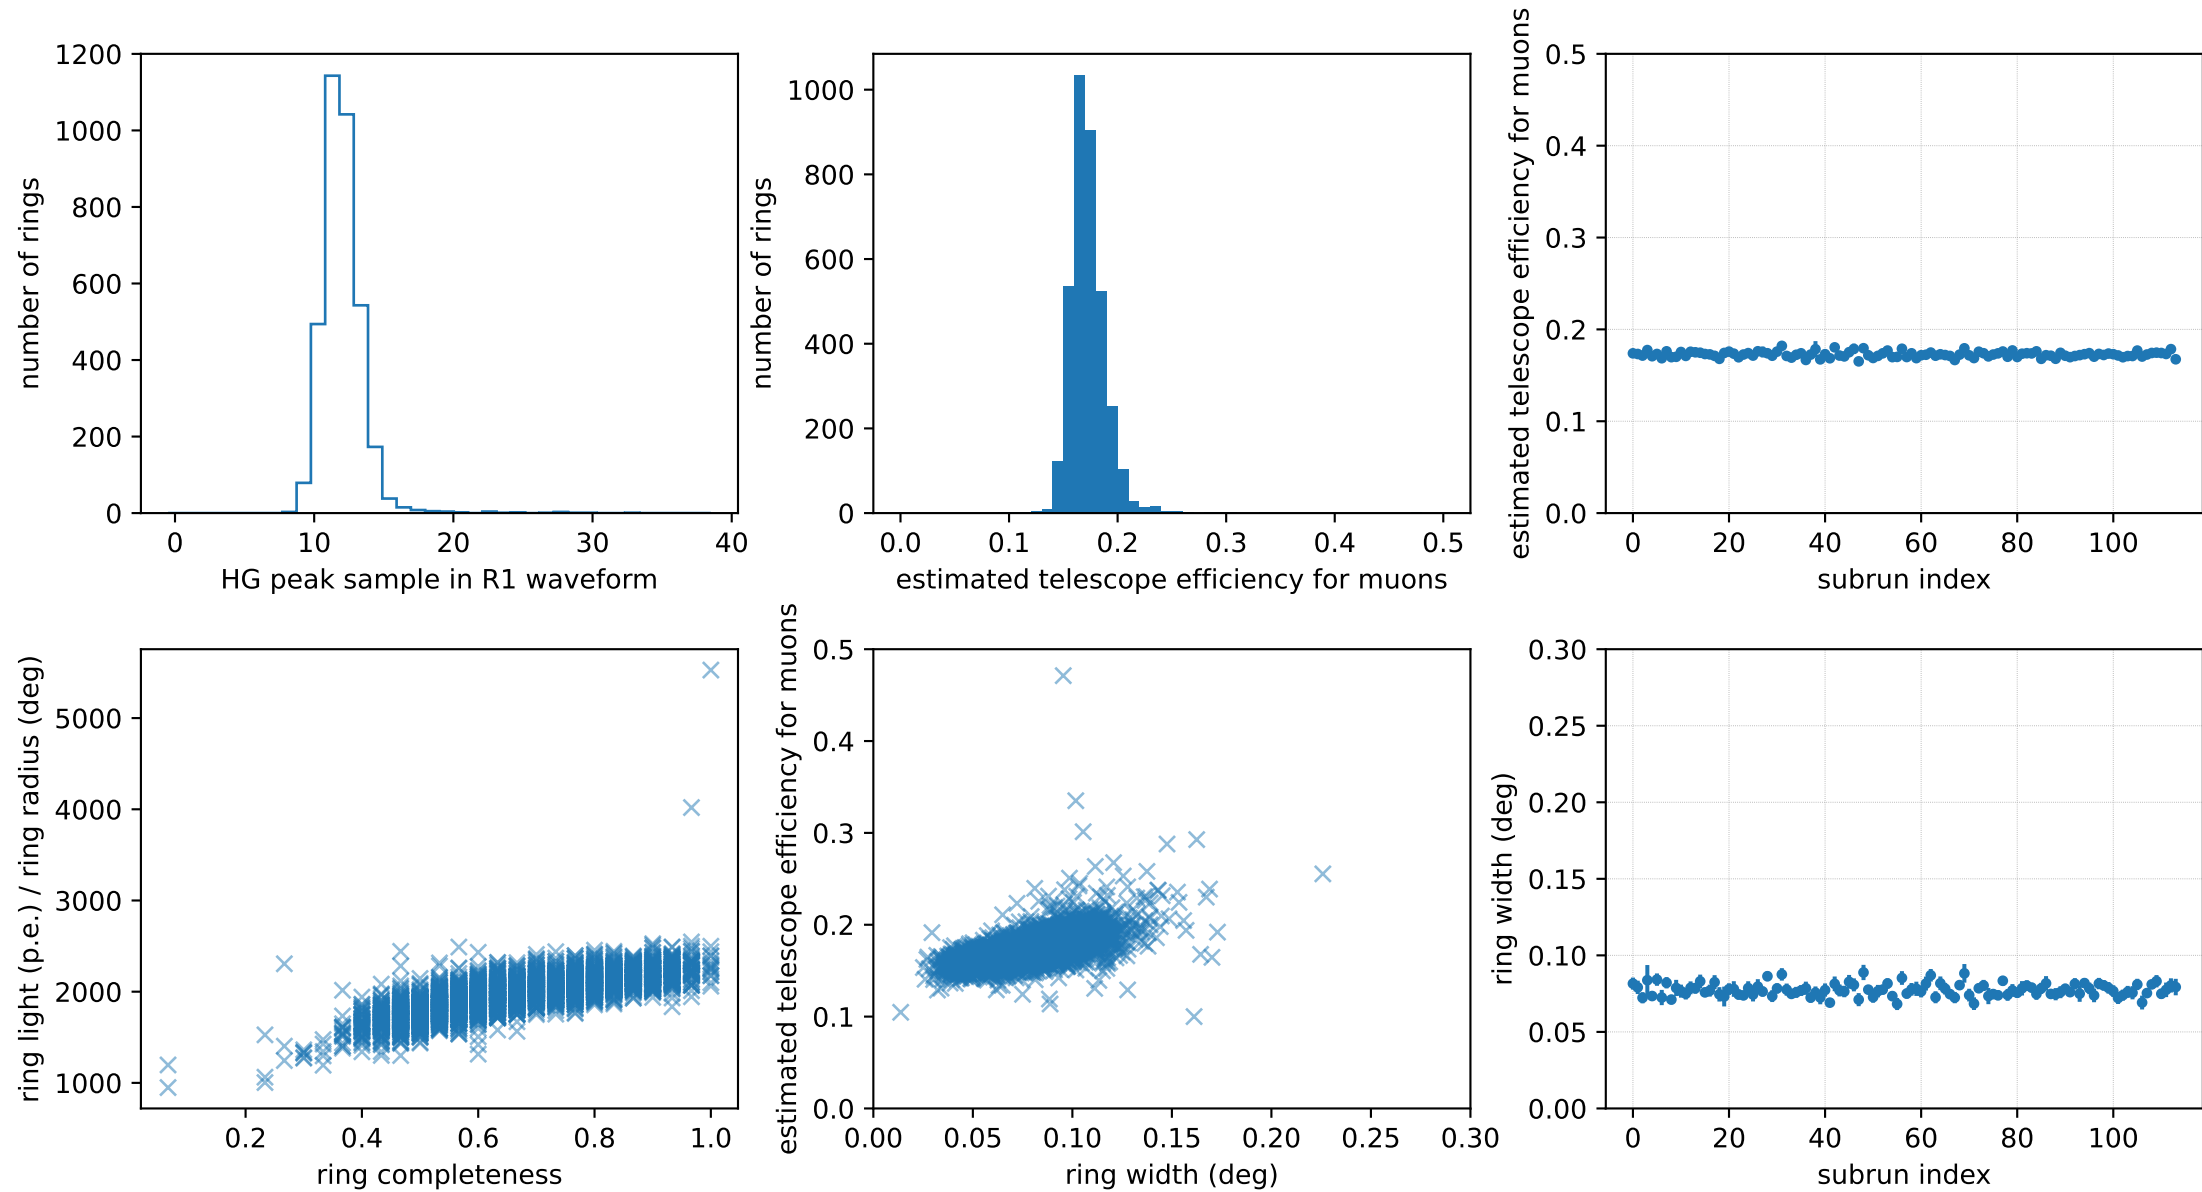 number of rings
1200
1000
800
600
400
200
0
0 10 20 30 40
HG peak sample in R1 waveform
number of rings
1000
800
600
400
200
0
0.0 0.1 0.2 0.3 0.4 0.5
estimated telescope efficiency for muons
estimated telescope efficiency for muons
0.5
0.4
0.3
0.2
0.1
0.0
0 20 40 60 80 100
subrun index
ring light (p.e.) / ring radius (deg)
5000
4000
3000
2000
1000
0.2 0.4 0.6 0.8 1.0
ring completeness
estimated telescope efficiency for muons
0.5
0.4
0.3
0.2
0.1
0.0
0.00 0.05 0.10 0.15 0.20 0.25 0.30
ring width (deg)
ring width (deg)
0.30
0.25
0.20
0.15
0.10
0.05
0.00
0 20 40 60 80 100
subrun index